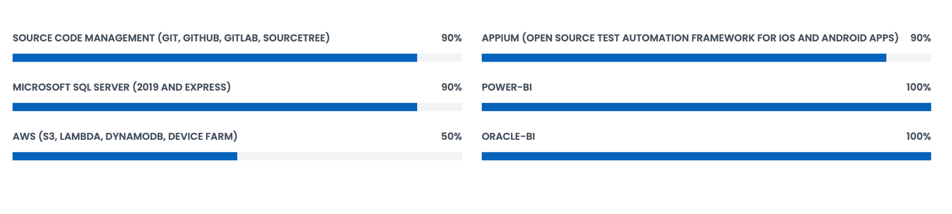 SOURCE CODE MANAGEMENT (GIT, GITHUB, GITLAB, SOURCETREE) 90%
MICROSOFT SQL SERVER (2019 AND EXPRESS) 90%
AWS (S3, LAMBDA, DYNAMODB, DEVICE FARM) 50%
APPIUM (OPEN SOURCE TEST AUTOMATION FRAMEWORK FOR IOS AND ANDROID APPS) 90%
POWER-BI 100%
ORACLE-BI 100%